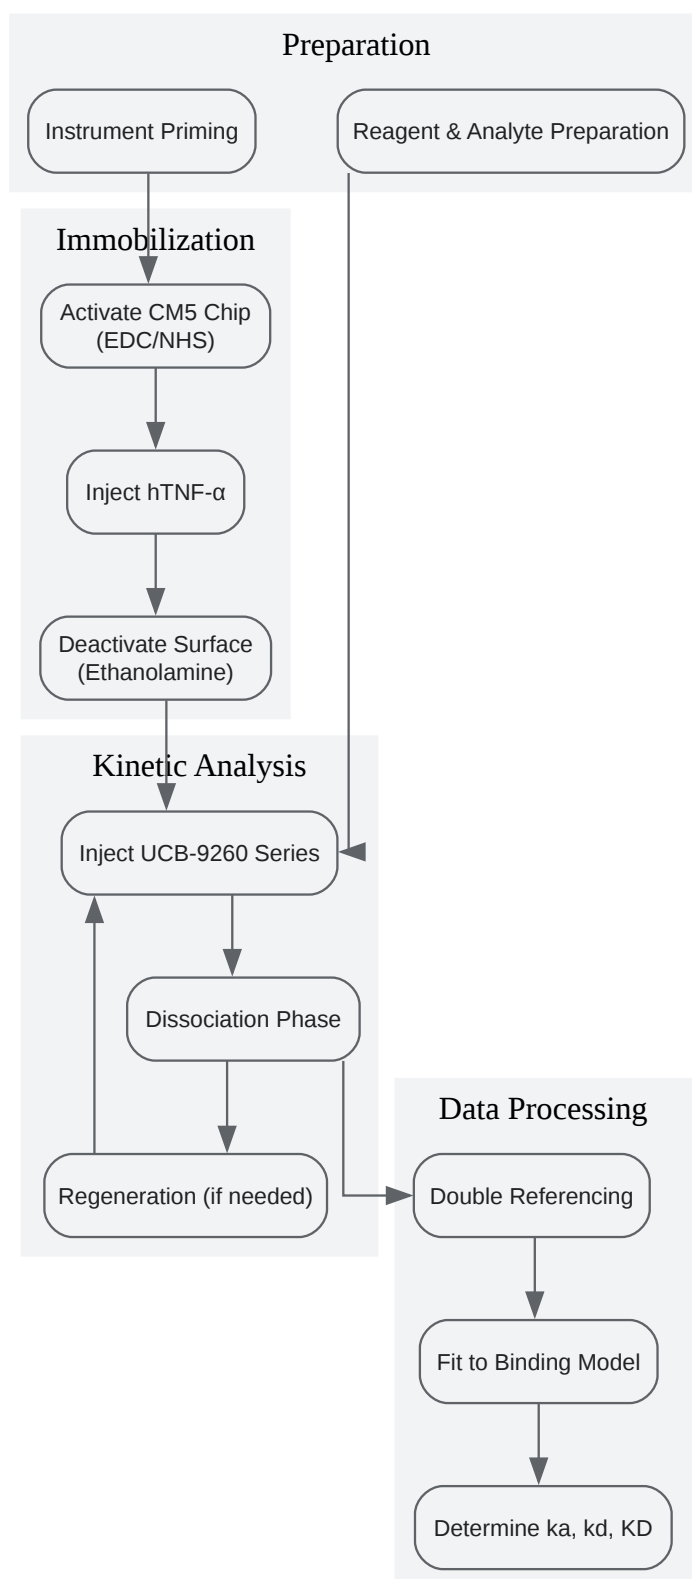 Preparation
Instrument Priming
Reagent & Analyte Preparation
Immobilization
Activate CM5 Chip
(EDC/NHS)
Inject hTNF-α
Deactivate Surface
(Ethanolamine)
Kinetic Analysis
Inject UCB-9260 Series
Dissociation Phase
Regeneration (if needed)
Data Processing
Double Referencing
Fit to Binding Model
Determine ka, kd, KD